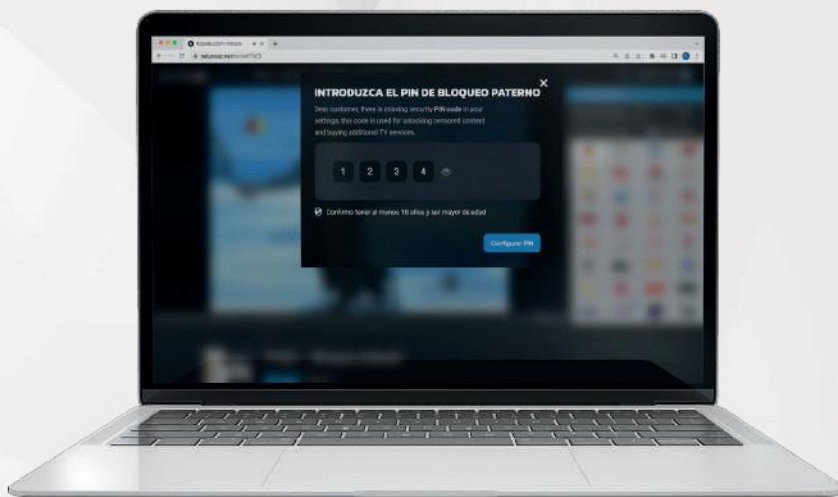 INTRODUZCA EL PIN DE BLOQUEO PATERNO
Dear customer, there is missing security PIN code in your
settings, this code is used for unlocking censored content
and buying additional TV services.
1 2 3 4
Confirmo tener al menos 18 años y ser mayor de edad
Configurar PIN